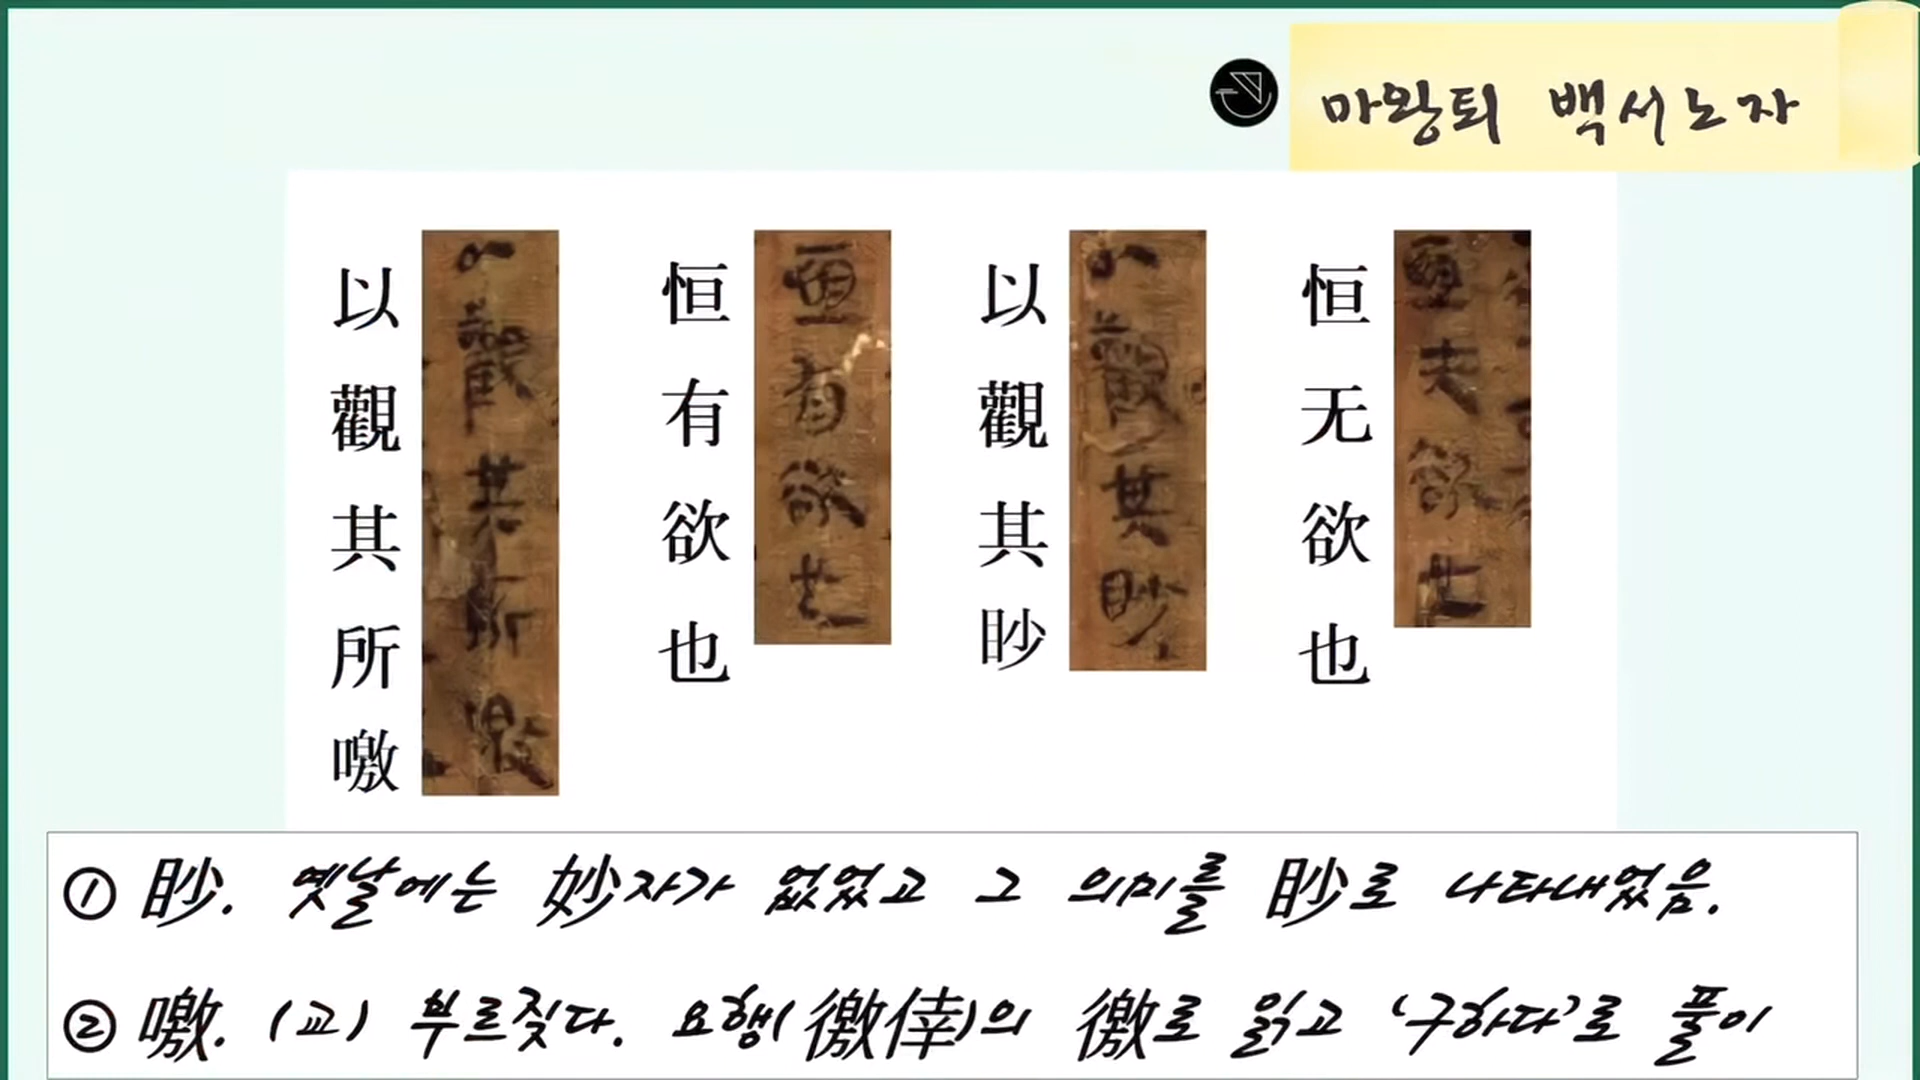 마왕퇴 백서노자
恒无欲也
以觀其眇
恒有欲也
以觀其所噭
① 眇. 옛날에는 妙자가 없었고 그 의미를 眇로 나타내었음.
② 噭. (교) 부르짖다. 요행(徼倖)의 徼로 읽고 '구하다'로 풀이